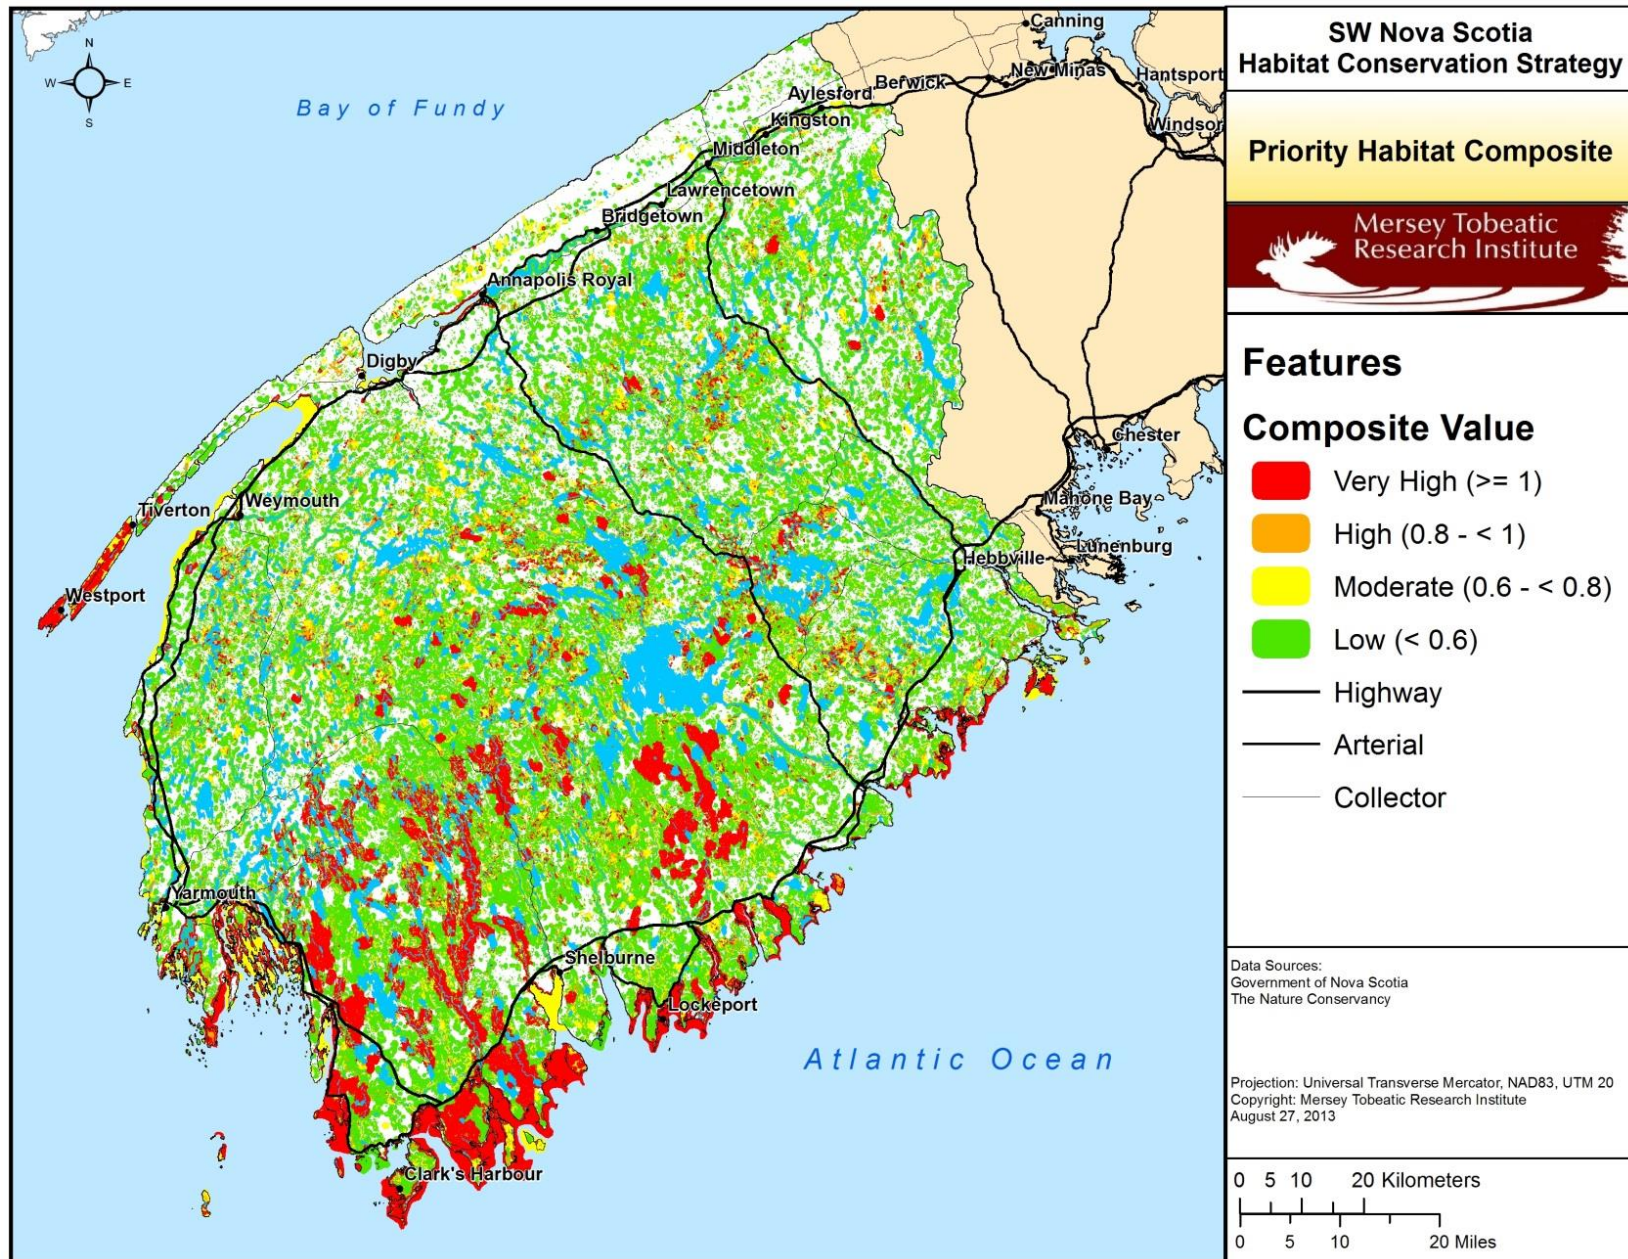 N
W E
S
Bay of Fundy
Canning
New Minas
Hantsport
Berwick
Aylesford
Kingston
Windsor
Middleton
Lawrencetown
Bridgetown
Annapolis Royal
Digby
Chester
Weymouth
Tiverton
Mahone Bay
Lunenburg
Hebbville
Westport
Yarmouth
Shelburne
Lockeport
Atlantic Ocean
Clark's Harbour
SW Nova Scotia
Habitat Conservation Strategy
Priority Habitat Composite
Mersey Tobeatic
Research Institute
Features
Composite Value
Very High (>= 1)
High (0.8 - < 1)
Moderate (0.6 - < 0.8)
Low (< 0.6)
Highway
Arterial
Collector
Data Sources:
Government of Nova Scotia
The Nature Conservancy
Projection: Universal Transverse Mercator, NAD83, UTM 20
Copyright: Mersey Tobeatic Research Institute
August 27, 2013
0 5 10 20 Kilometers
0 5 10 20 Miles